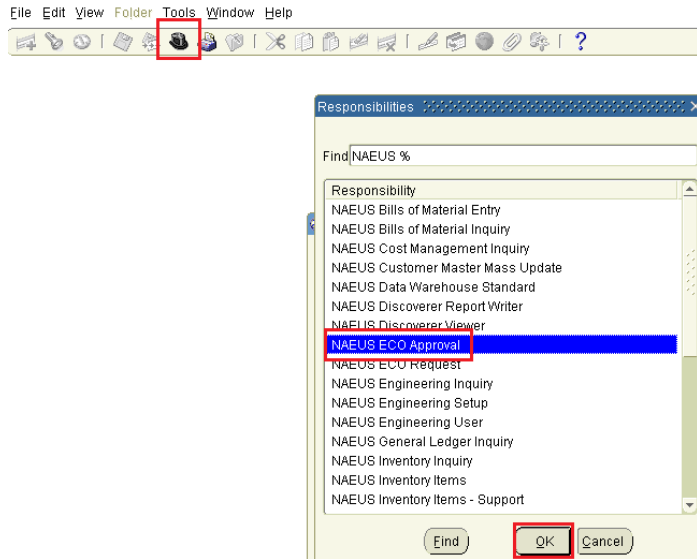 File Edit View Folder Tools Window Help
?
Responsibilities
Find NAEUS %
Responsibility
NAEUS Bills of Material Entry
NAEUS Bills of Material Inquiry
NAEUS Cost Management Inquiry
NAEUS Customer Master Mass Update
NAEUS Data Warehouse Standard
NAEUS Discoverer Report Writer
NAEUS Discoverer Viewer
NAEUS ECO Approval
NAEUS ECO Request
NAEUS Engineering Inquiry
NAEUS Engineering Setup
NAEUS Engineering User
NAEUS General Ledger Inquiry
NAEUS Inventory Inquiry
NAEUS Inventory Items
NAEUS Inventory Items - Support
Find OK Cancel